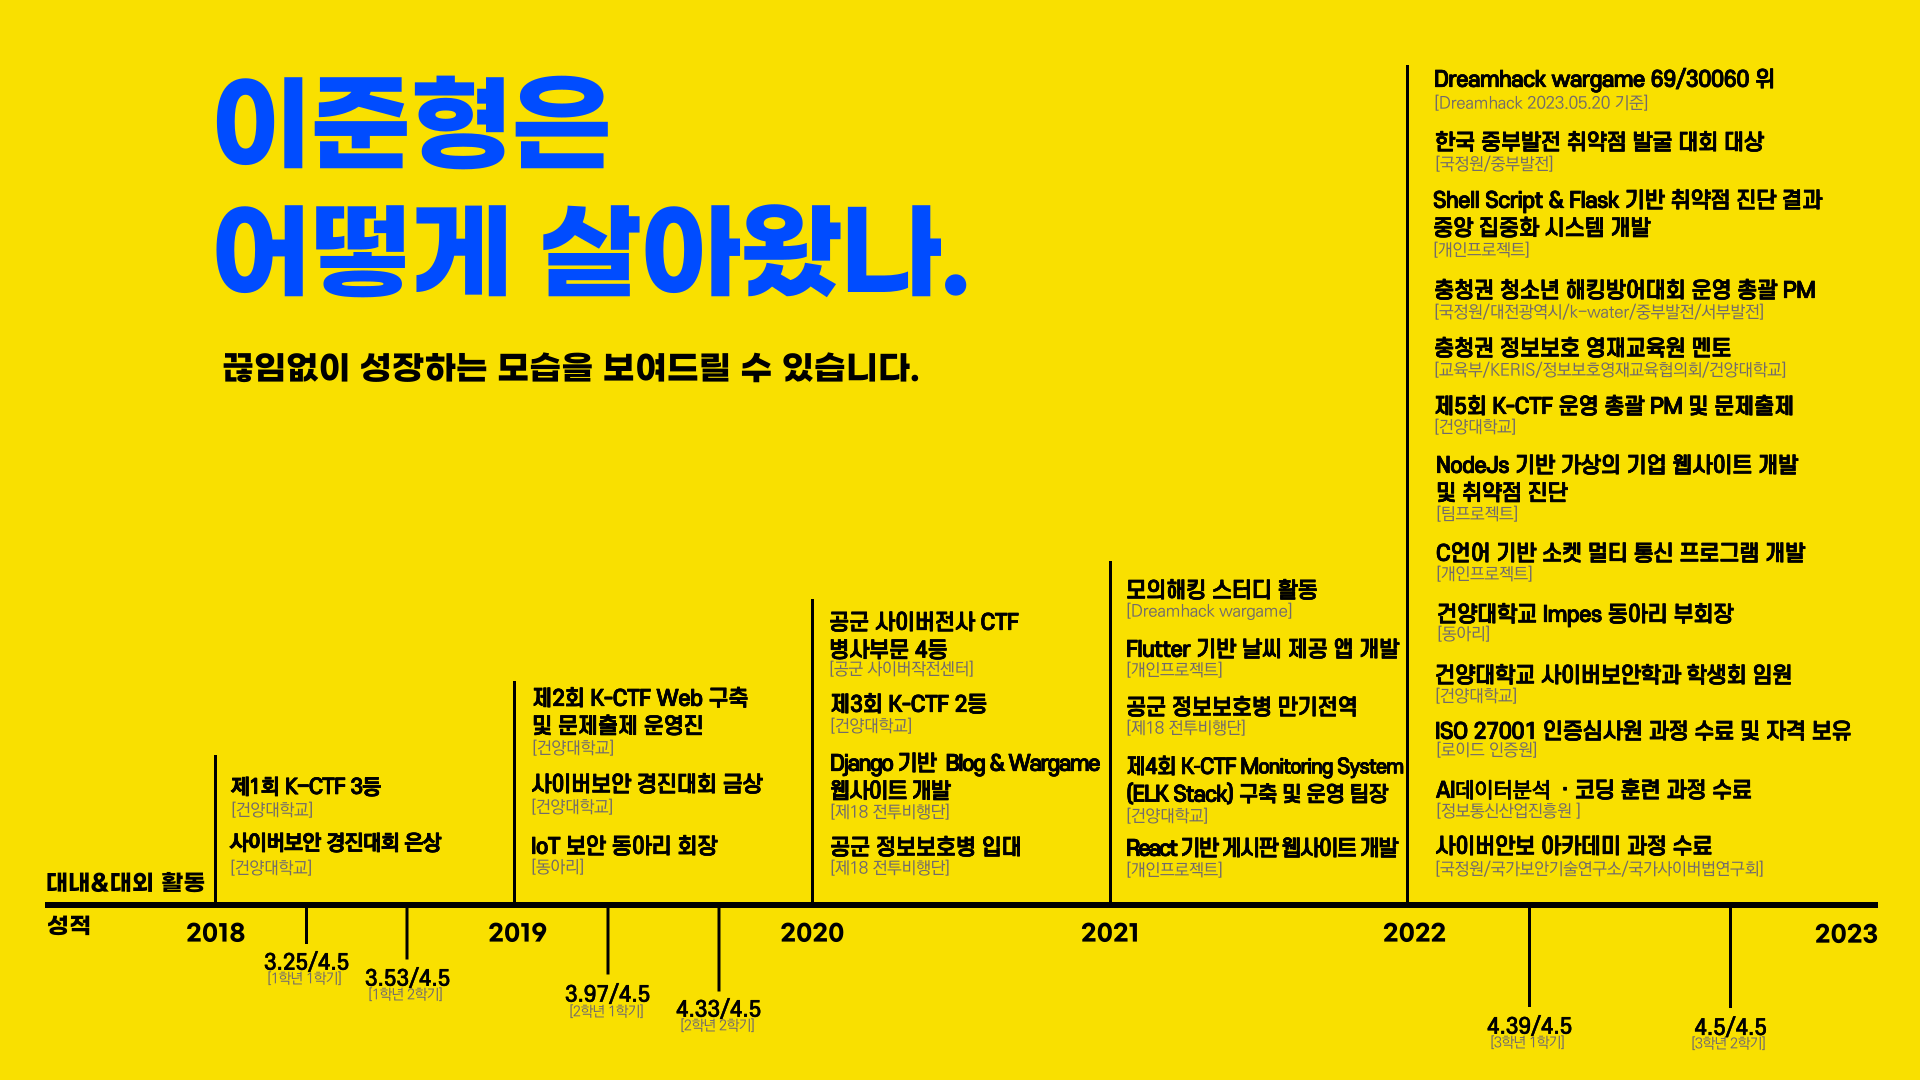 이준형은
어떻게 살아왔나.
끊임없이 성장하는 모습을 보여드릴 수 있습니다.
대내&대외 활동
성적
2018
제1회 K-CTF 3등
[건양대학교]
사이버보안 경진대회 은상
[건양대학교]
3.25/4.5
[1학년 1학기]
3.53/4.5
[1학년 2학기]
2019
제2회 K-CTF Web 구축
및 문제출제 운영진
[건양대학교]
사이버보안 경진대회 금상
[건양대학교]
IoT 보안 동아리 회장
[동아리]
3.97/4.5
[2학년 1학기]
4.33/4.5
[2학년 2학기]
2020
공군 사이버전사 CTF
병사부문 4등
[공군 사이버작전센터]
제3회 K-CTF 2등
[건양대학교]
Django 기반 Blog & Wargame
웹사이트 개발
[제18 전투비행단]
공군 정보보호병 입대
[제18 전투비행단]
2021
모의해킹 스터디 활동
[Dreamhack wargame]
Flutter 기반 날씨 제공 앱 개발
[개인프로젝트]
공군 정보보호병 만기전역
[제18 전투비행단]
제4회 K-CTF Monitoring System
(ELK Stack) 구축 및 운영 팀장
[건양대학교]
React 기반 게시판 웹사이트 개발
[개인프로젝트]
2022
Dreamhack wargame 69/30060 위
[Dreamhack 2023.05.20 기준]
한국 중부발전 취약점 발굴 대회 대상
[국정원/중부발전]
Shell Script & Flask 기반 취약점 진단 결과
중앙 집중화 시스템 개발
[개인프로젝트]
충청권 청소년 해킹방어대회 운영 총괄 PM
[국정원/대전광역시/k-water/중부발전/서부발전]
충청권 정보보호 영재교육원 멘토
[교육부/KERIS/정보보호영재교육협의회/건양대학교]
제5회 K-CTF 운영 총괄 PM 및 문제출제
[건양대학교]
NodeJs 기반 가상의 기업 웹사이트 개발
및 취약점 진단
[팀프로젝트]
C언어 기반 소켓 멀티 통신 프로그램 개발
[개인프로젝트]
건양대학교 Impes 동아리 부회장
[동아리]
건양대학교 사이버보안학과 학생회 임원
[건양대학교]
ISO 27001 인증심사원 과정 수료 및 자격 보유
[로이드 인증원]
AI데이터분석 · 코딩 훈련 과정 수료
[정보통신산업진흥원 ]
사이버안보 아카데미 과정 수료
[국정원/국가보안기술연구소/국가사이버법연구회]
4.39/4.5
[3학년 1학기]
4.5/4.5
[3학년 2학기]
2023